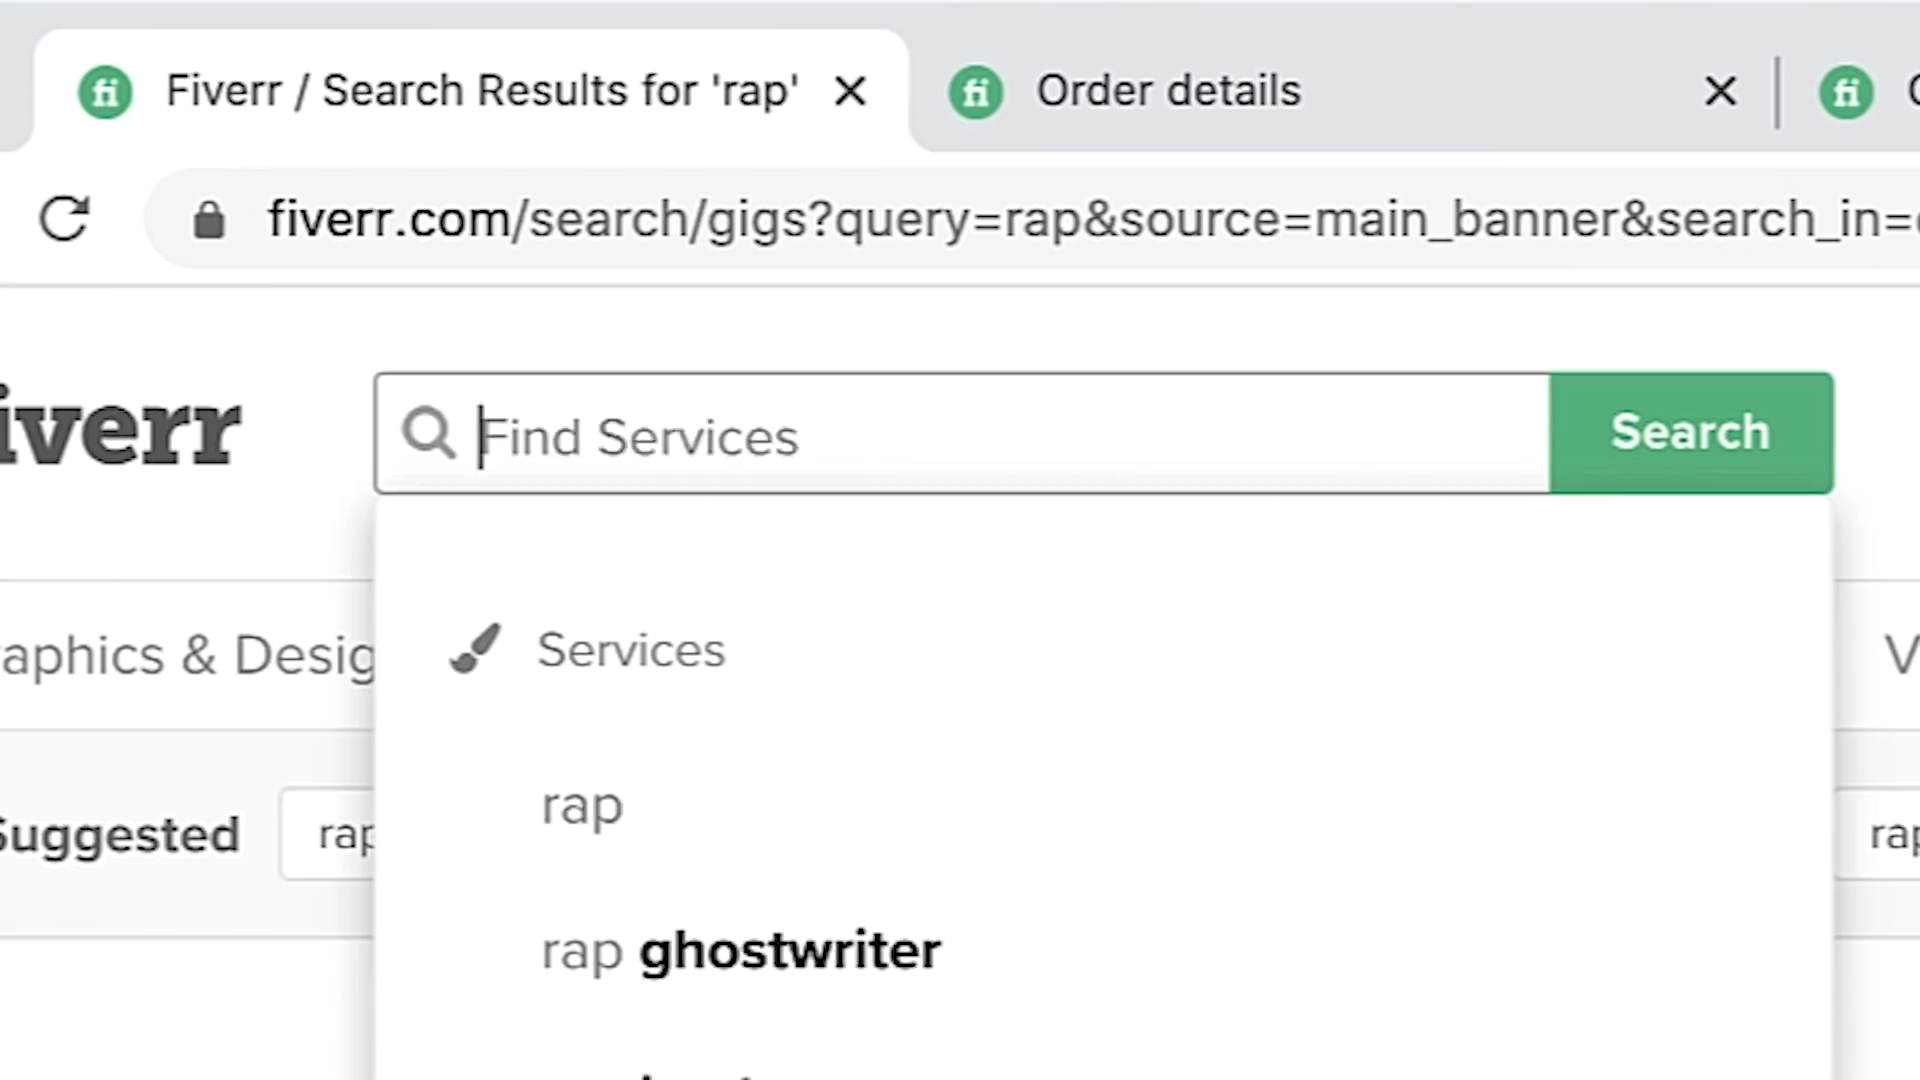 Fiverr / Search Results for 'rap'
Order details
fiverr.com/search/gigs?query=rap&source=main_banner&search_in=
iverr
Find Services
Search
raphics & Desig
Services
V
Suggested
rap
rap
rap
rap ghostwriter